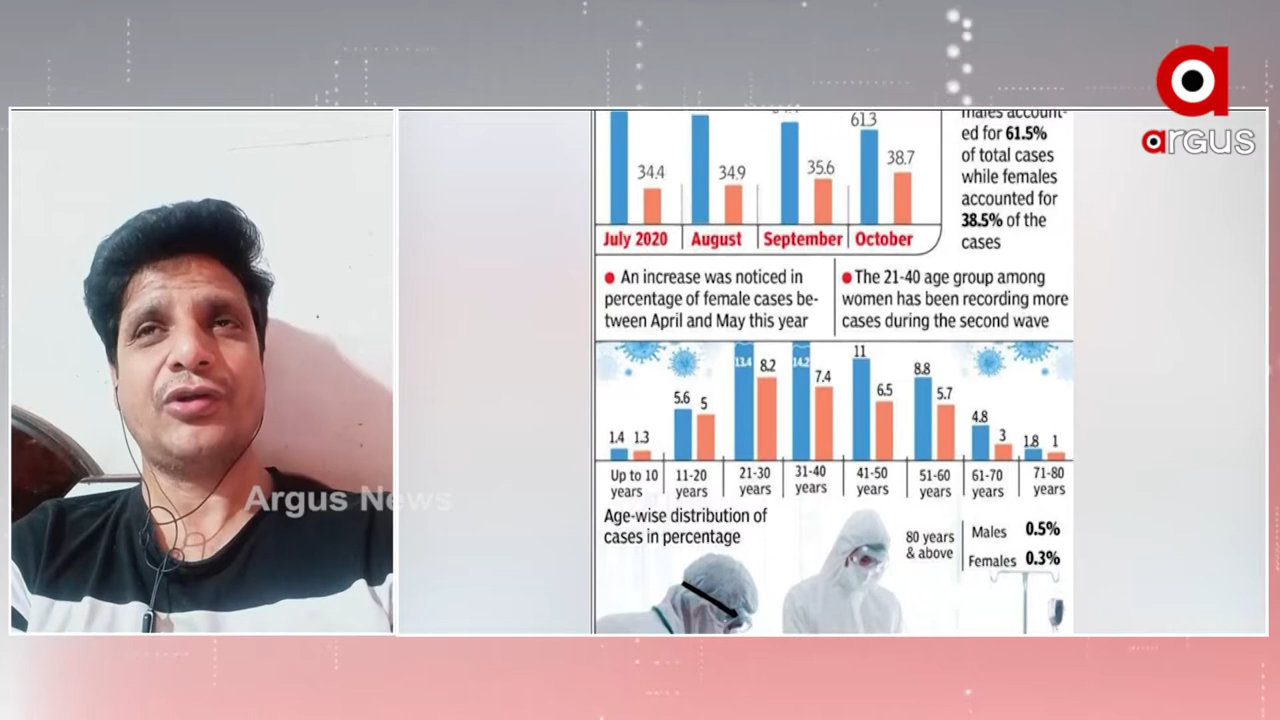 argus
61.3
34.4
34.9
35.6
38.7
July 2020
August
September
October
males account-
ed for 61.5%
of total cases
while females
accounted for
38.5% of the
cases
An increase was noticed in
percentage of female cases be-
tween April and May this year
The 21-40 age group among
women has been recording more
cases during the second wave
1.4 1.3
5.6 5
13.4 8.2
14.2 7.4
11 6.5
8.8 5.7
4.8 3
1.8 1
Up to 10
years
11-20
years
21-30
years
31-40
years
41-50
years
51-60
years
61-70
years
71-80
years
Age-wise distribution of
cases in percentage
80 years
& above
Males 0.5%
Females 0.3%
Argus News